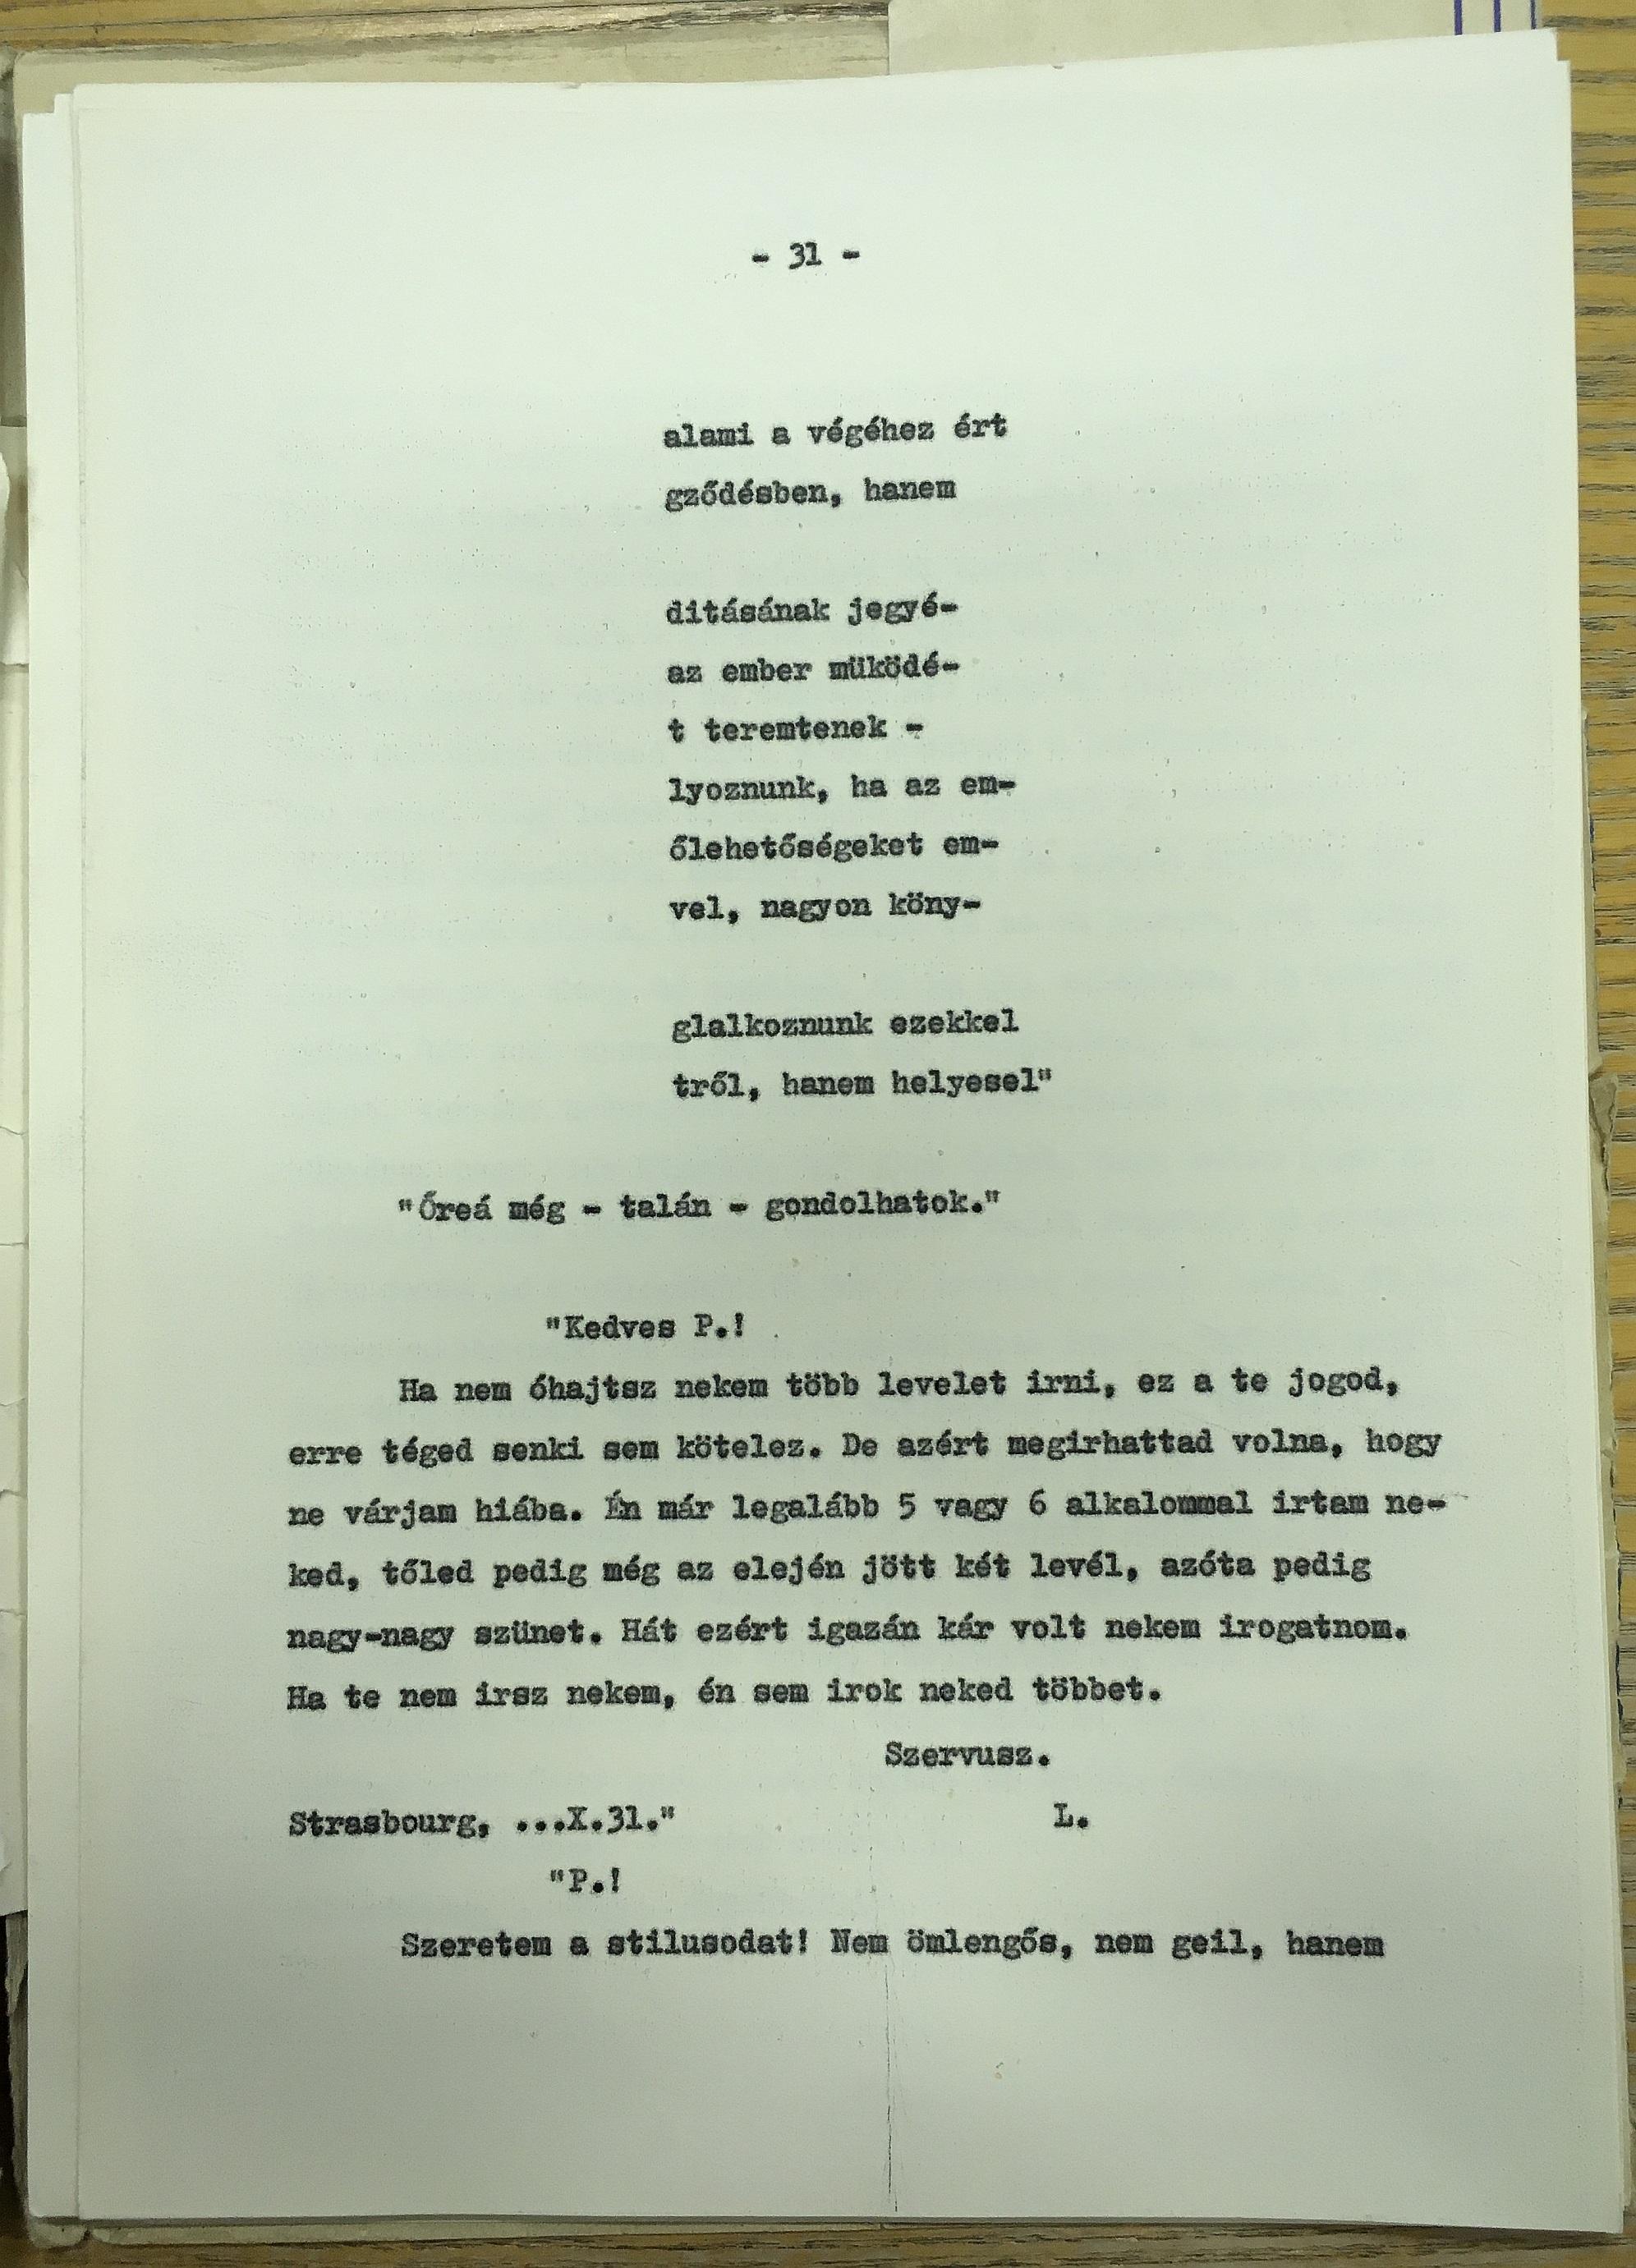 - 31 -
alami a végéhez ért
gződésben, hanem
ditásának jegyé-
az ember müködé-
t teremtenek -
lyoznunk, ha az em-
őlehetőségeket em-
vel, nagyon köny-
glalkoznunk ezekkel
tről, hanem helyesel"
"Őreá még - talán - gondolhatok."
"Kedves P.!
Ha nem óhajtsz nekem több levelet irni, ez a te jogod,
erre téged senki sem kötelez. De azért megirhattad volna, hogy
ne várjam hiába. Én már legalább 5 vagy 6 alkalommal irtam ne-
ked, tőled pedig még az elején jött két levél, azóta pedig
nagy-nagy szünet. Hát ezért igazán kár volt nekem irogatnom.
Ha te nem irsz nekem, én sem irok neked többet.
Szervusz.
Strasbourg, ...X.31." L.
"P.!
Szeretem a stilusodat! Nem ömlengős, nem geil, hanem